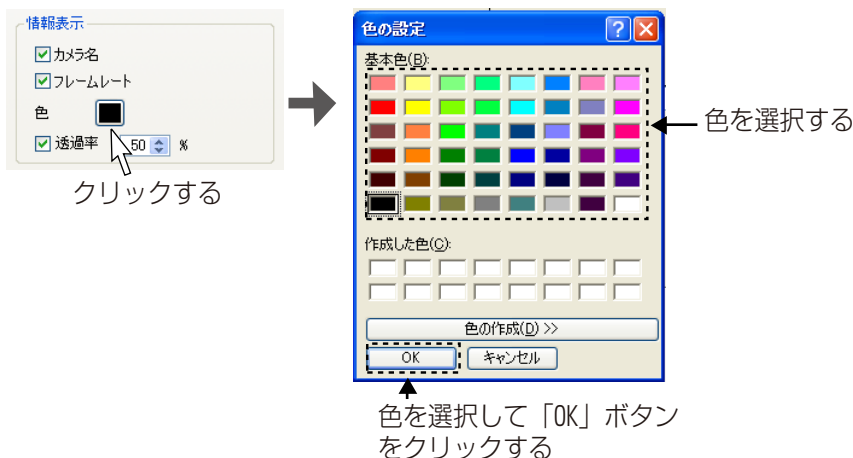 情報表示
カメラ名
フレームレート
色
透過率 50 %
クリックする
色の設定
基本色(B):
色を選択する
作成した色(C):
色の作成(D) >>
OK キャンセル
色を選択して「OK」ボタン
をクリックする